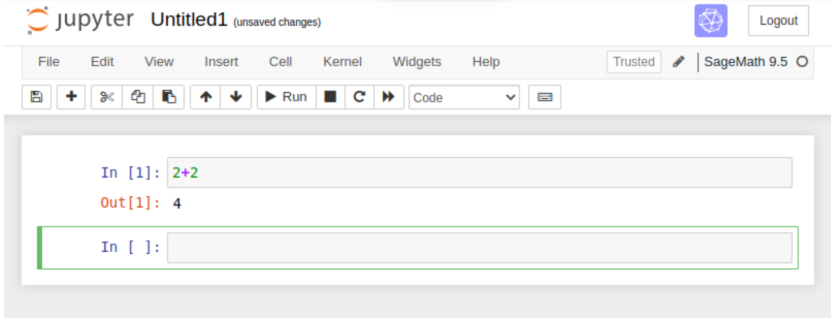 jupyter Untitled1 (unsaved changes) Logout
File Edit View Insert Cell Kernel Widgets Help Trusted SageMath 9.5
Run Code
In [1]: 2+2
Out[1]: 4
In [ ]: